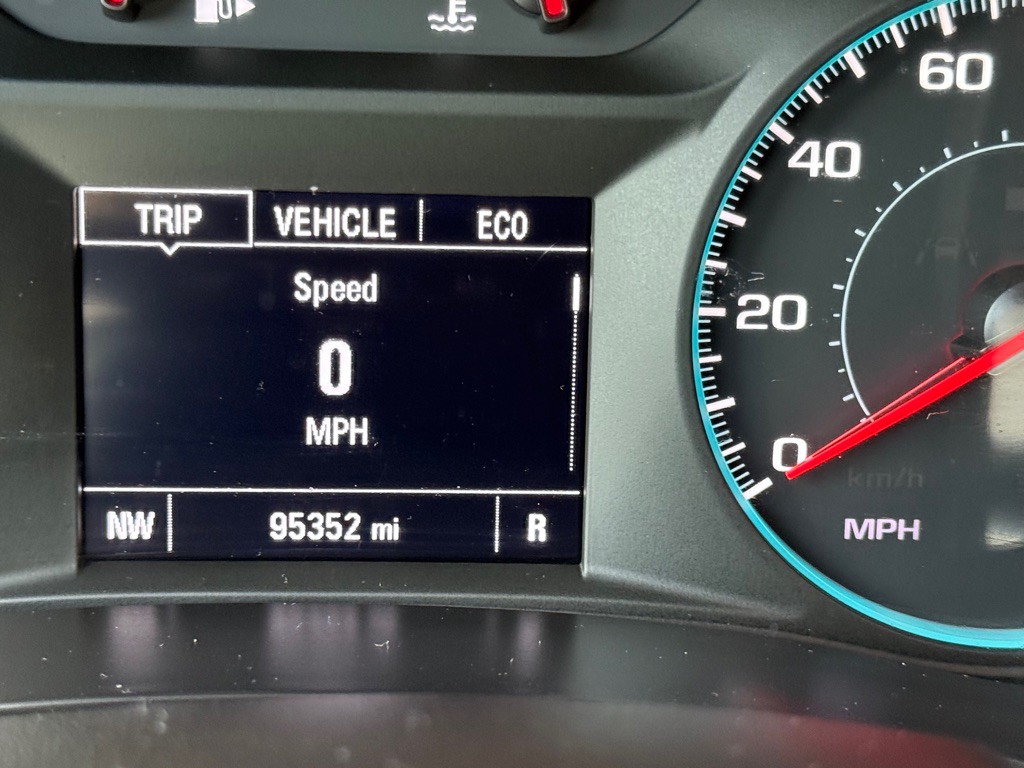 TRIP VEHICLE ECO
Speed
0
MPH
NW 95352 mi R
60
40
20
0
km/h
MPH